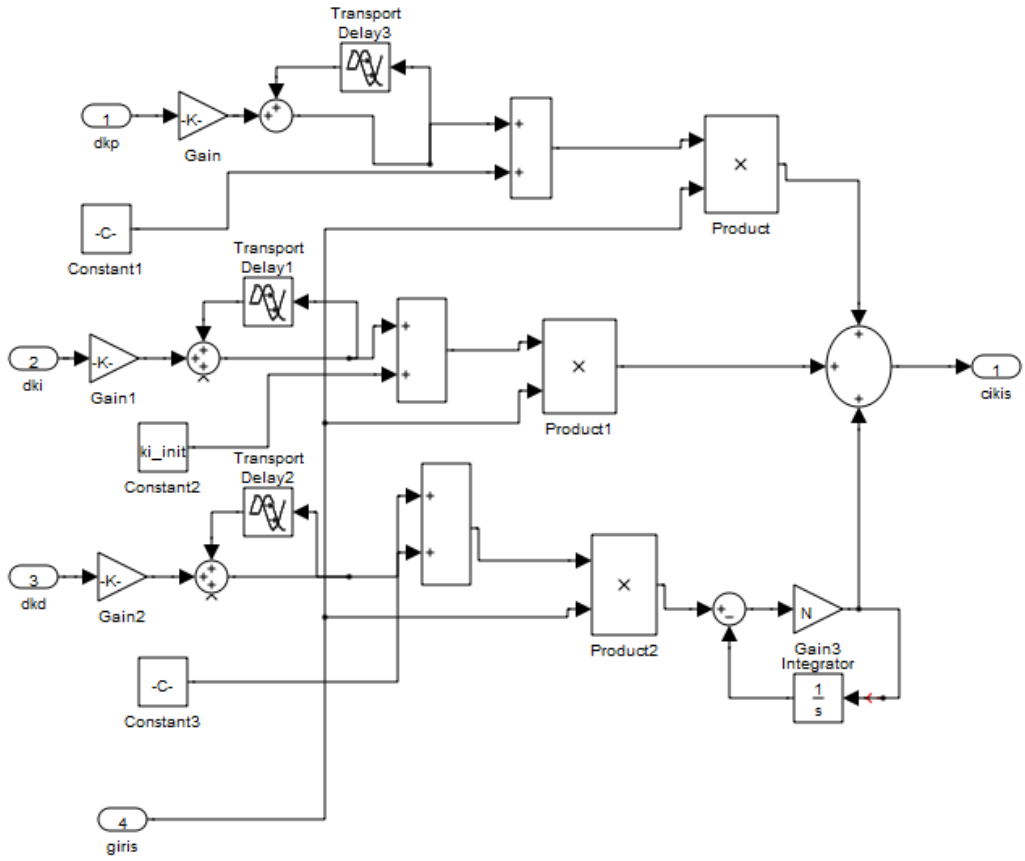 Transport
Delay3
1
dkp
-K-
Gain
+
+
+
+
×
Product
-C-
Constant1
Transport
Delay1
2
dki
-K-
Gain1
+
+
+
+
×
Product1
ki_init
Constant2
+
+
+
1
cikis
Transport
Delay2
3
dkd
-K-
Gain2
+
+
+
+
×
Product2
+
−
N
Gain3
Integrator
1
s
-C-
Constant3
4
giris